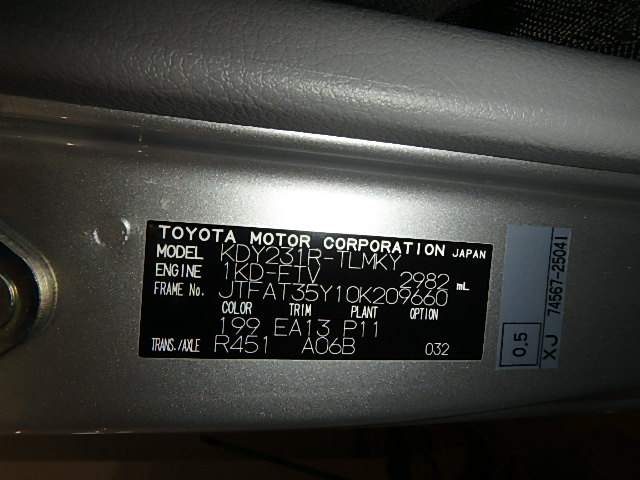 TOYOTA MOTOR CORPORATION JAPAN
MODEL KDY231R-TLMKY
ENGINE 1KD-FTV 2982 mL
FRAME No. JTFAT35Y10K209660
COLOR TRIM PLANT OPTION
199 EA13 P11
TRANS./AXLE R451 A06B 032
0.5
XJ 74567-25041